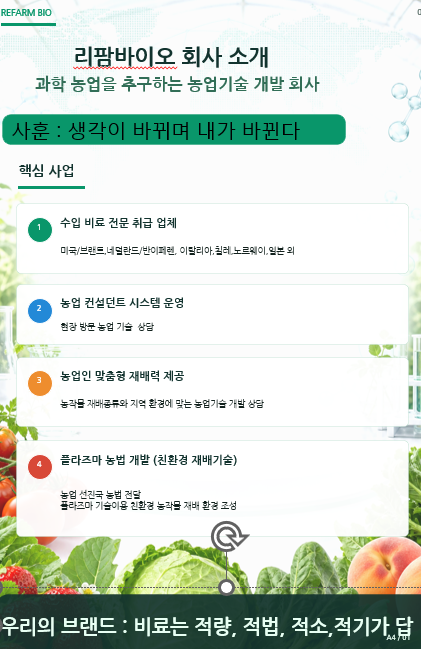 REFARM BIO
리팜바이오 회사 소개
과학 농업을 추구하는 농업기술 개발 회사
사훈 : 생각이 바뀌며 내가 바뀐다
핵심 사업
1
수입 비료 전문 취급 업체
미국/브랜트,네덜란드/반이페렌, 이탈리아,칠레,노르웨이,일본 외
2
농업 컨설턴트 시스템 운영
현장 방문 농업 기술 상담
3
농업인 맞춤형 재배력 제공
농작물 재배종류와 지역 환경에 맞는 농업기술 개발 상담
4
플라즈마 농법 개발 (친환경 재배기술)
농업 선진국 농법 전달
플라즈마 기술이용 친환경 농작물 재배 환경 조성
우리의 브랜드 : 비료는 적량, 적법, 적소,적기가 답
A4 / 01